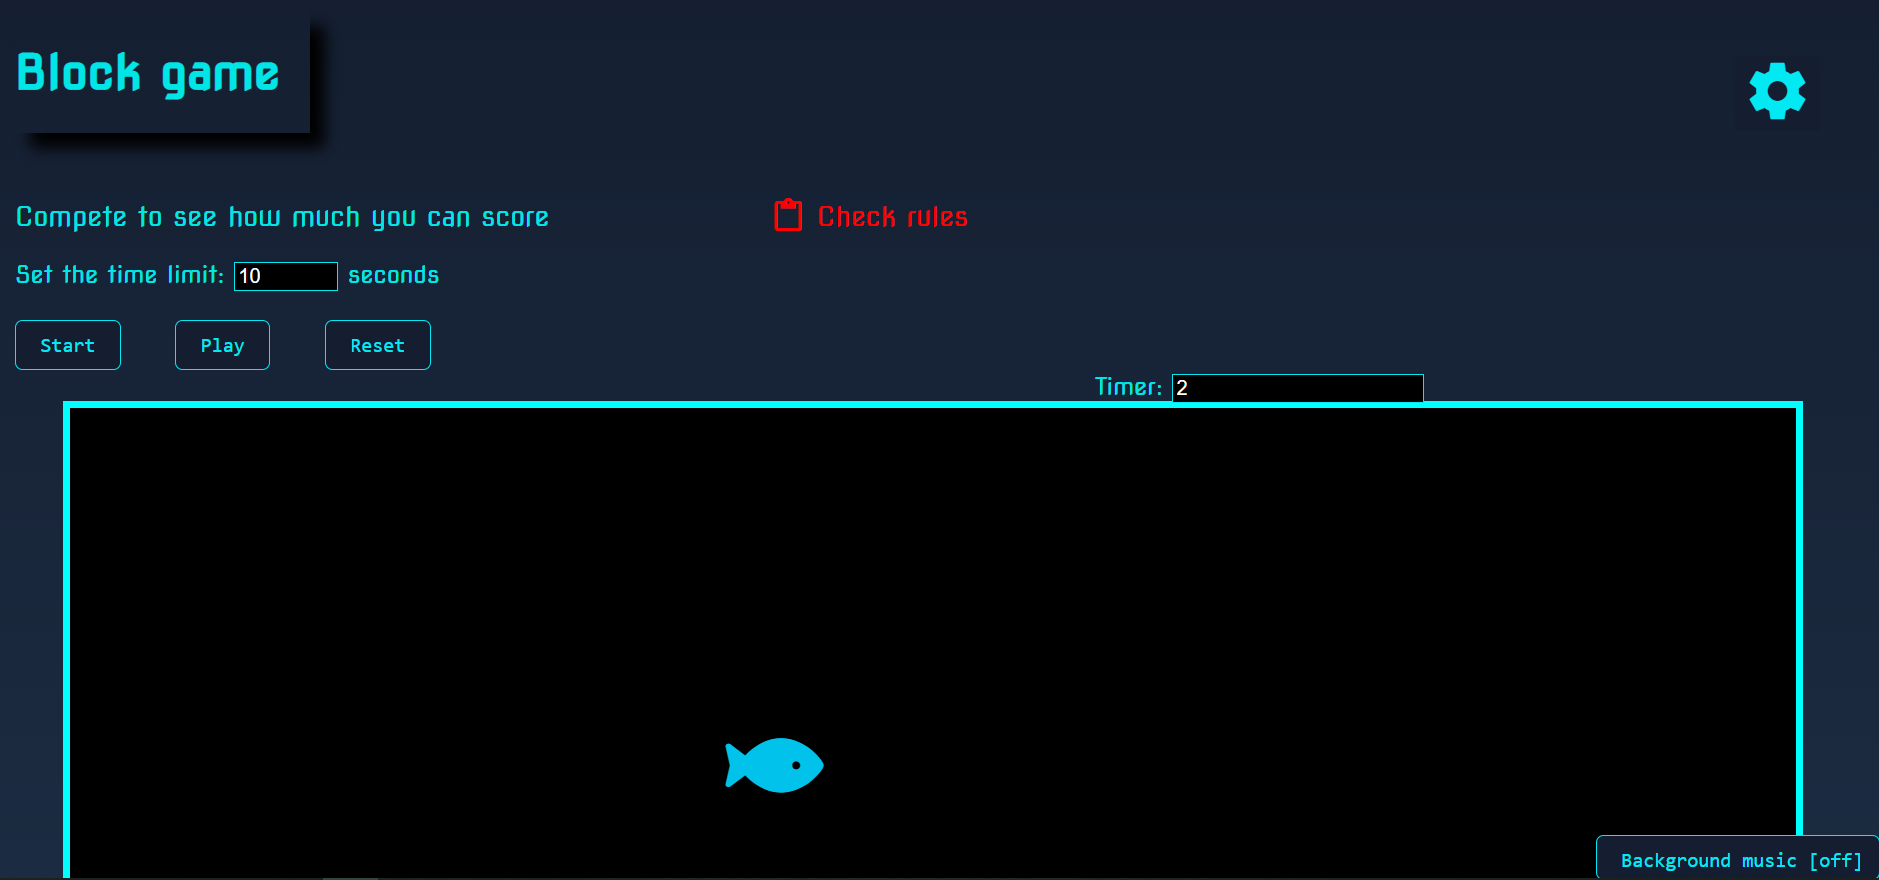 Block game
Compete to see how much you can score
Check rules
Set the time limit: 10 seconds
Start
Play
Reset
Timer: 2
Background music [off]